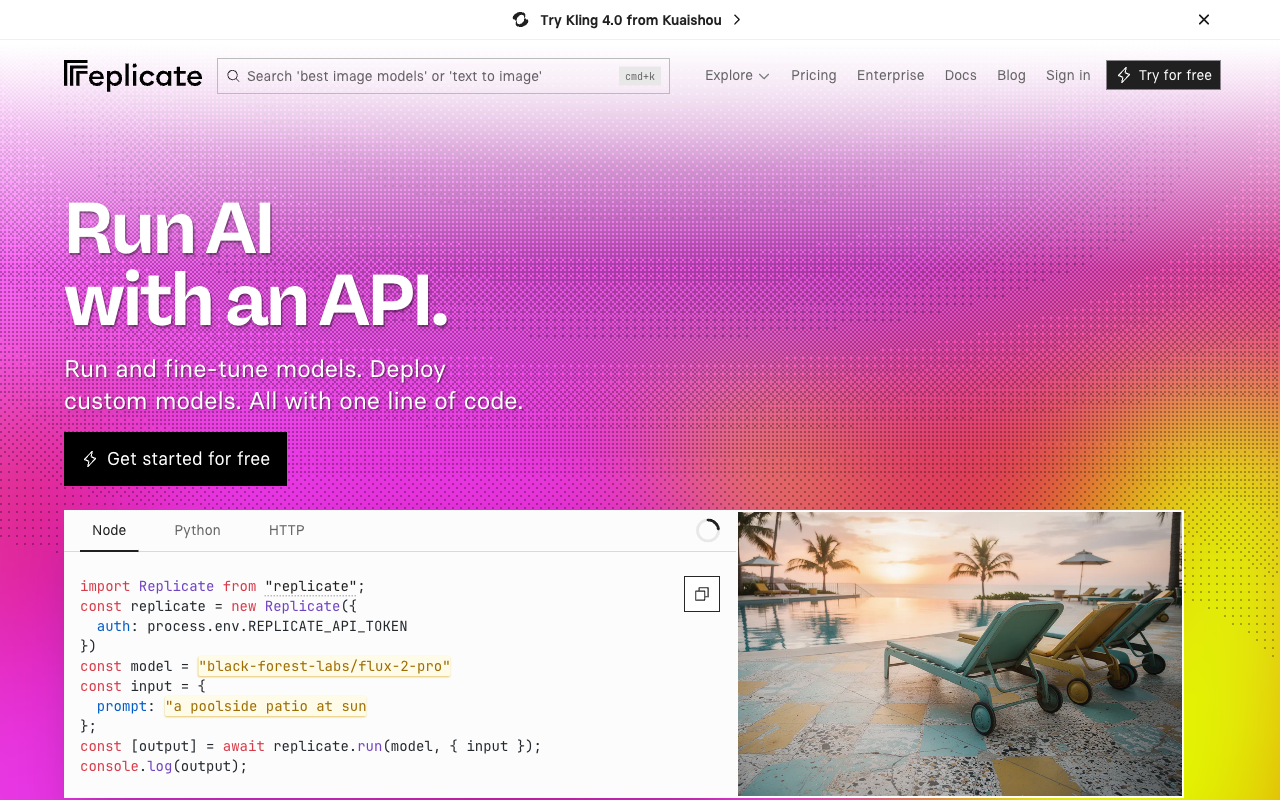 Try Kling 4.0 from Kuaishou
replicate
Search 'best image models' or 'text to image'
cmd+k
Explore
Pricing
Enterprise
Docs
Blog
Sign in
Try for free
Run AI
with an API.
Run and fine-tune models. Deploy
custom models. All with one line of code.
Get started for free
Node
Python
HTTP
import Replicate from "replicate";
const replicate = new Replicate({
  auth: process.env.REPLICATE_API_TOKEN
})
const model = "black-forest-labs/flux-2-pro"
const input = {
  prompt: "a poolside patio at sun
};
const [output] = await replicate.run(model, { input });
console.log(output);